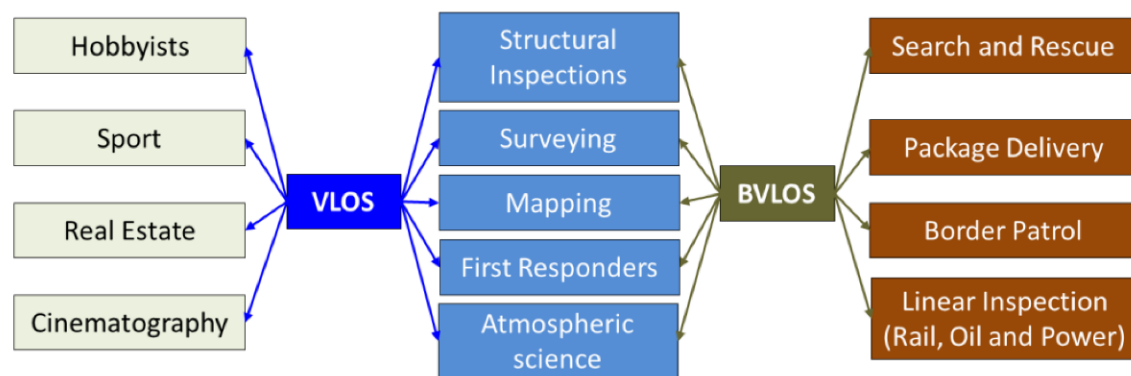 Hobbyists
Sport
Real Estate
Cinematography
VLOS
Structural
Inspections
Surveying
Mapping
First Responders
Atmospheric
science
BVLOS
Search and Rescue
Package Delivery
Border Patrol
Linear Inspection
(Rail, Oil and Power)